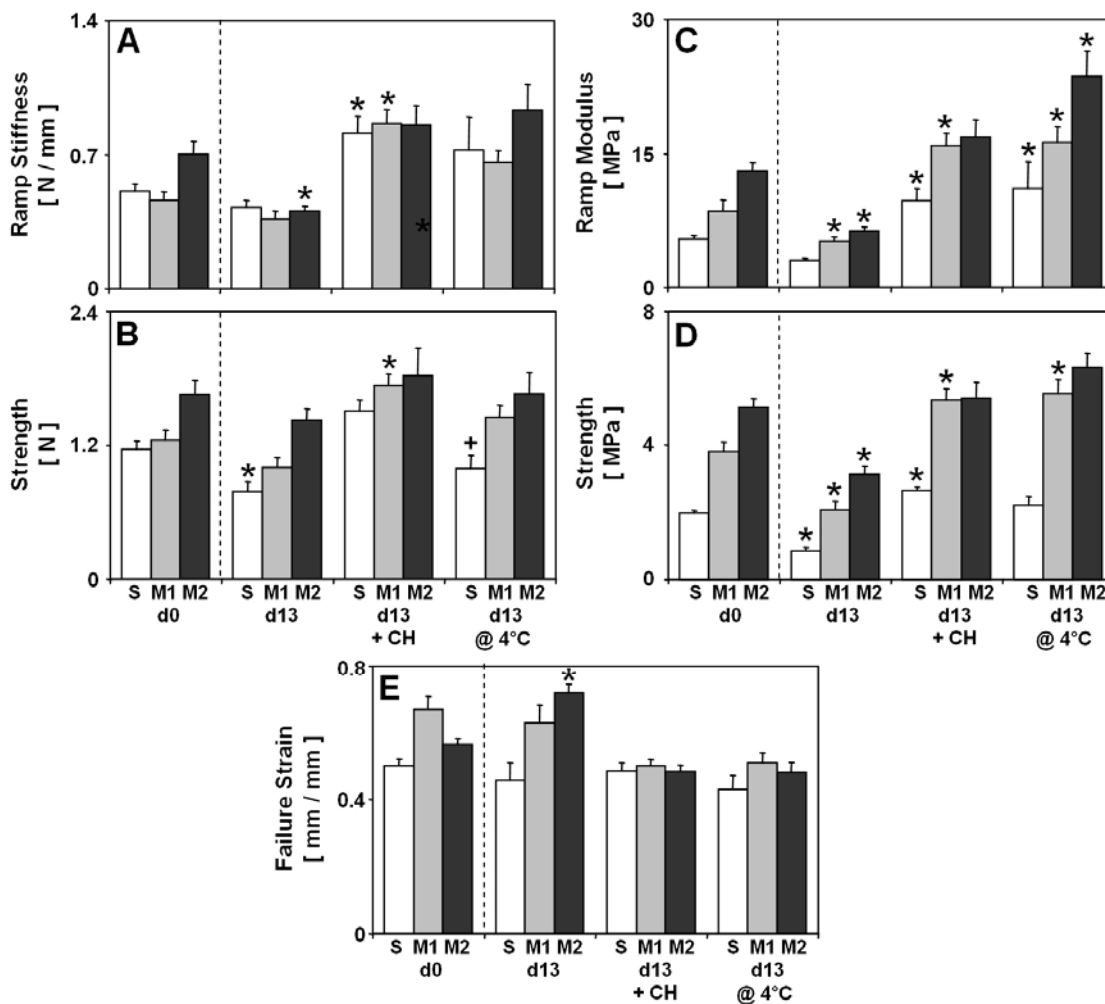 A
Ramp Stiffness
[ N / mm ]
1.4
0.7
0
*
* *
*
C
Ramp Modulus
[ MPa ]
30
15
0
* *
* *
* * *
B
Strength
[ N ]
2.4
1.2
0
*
*
+
S M1 M2 S M1 M2 S M1 M2 S M1 M2
d0 d13 d13 d13
+ CH @ 4°C
D
Strength
[ MPa ]
8
4
0
* * *
* *
*
S M1 M2 S M1 M2 S M1 M2 S M1 M2
d0 d13 d13 d13
+ CH @ 4°C
E
Failure Strain
[ mm / mm ]
0.8
0.4
0
*
S M1 M2 S M1 M2 S M1 M2 S M1 M2
d0 d13 d13 d13
+ CH @ 4°C